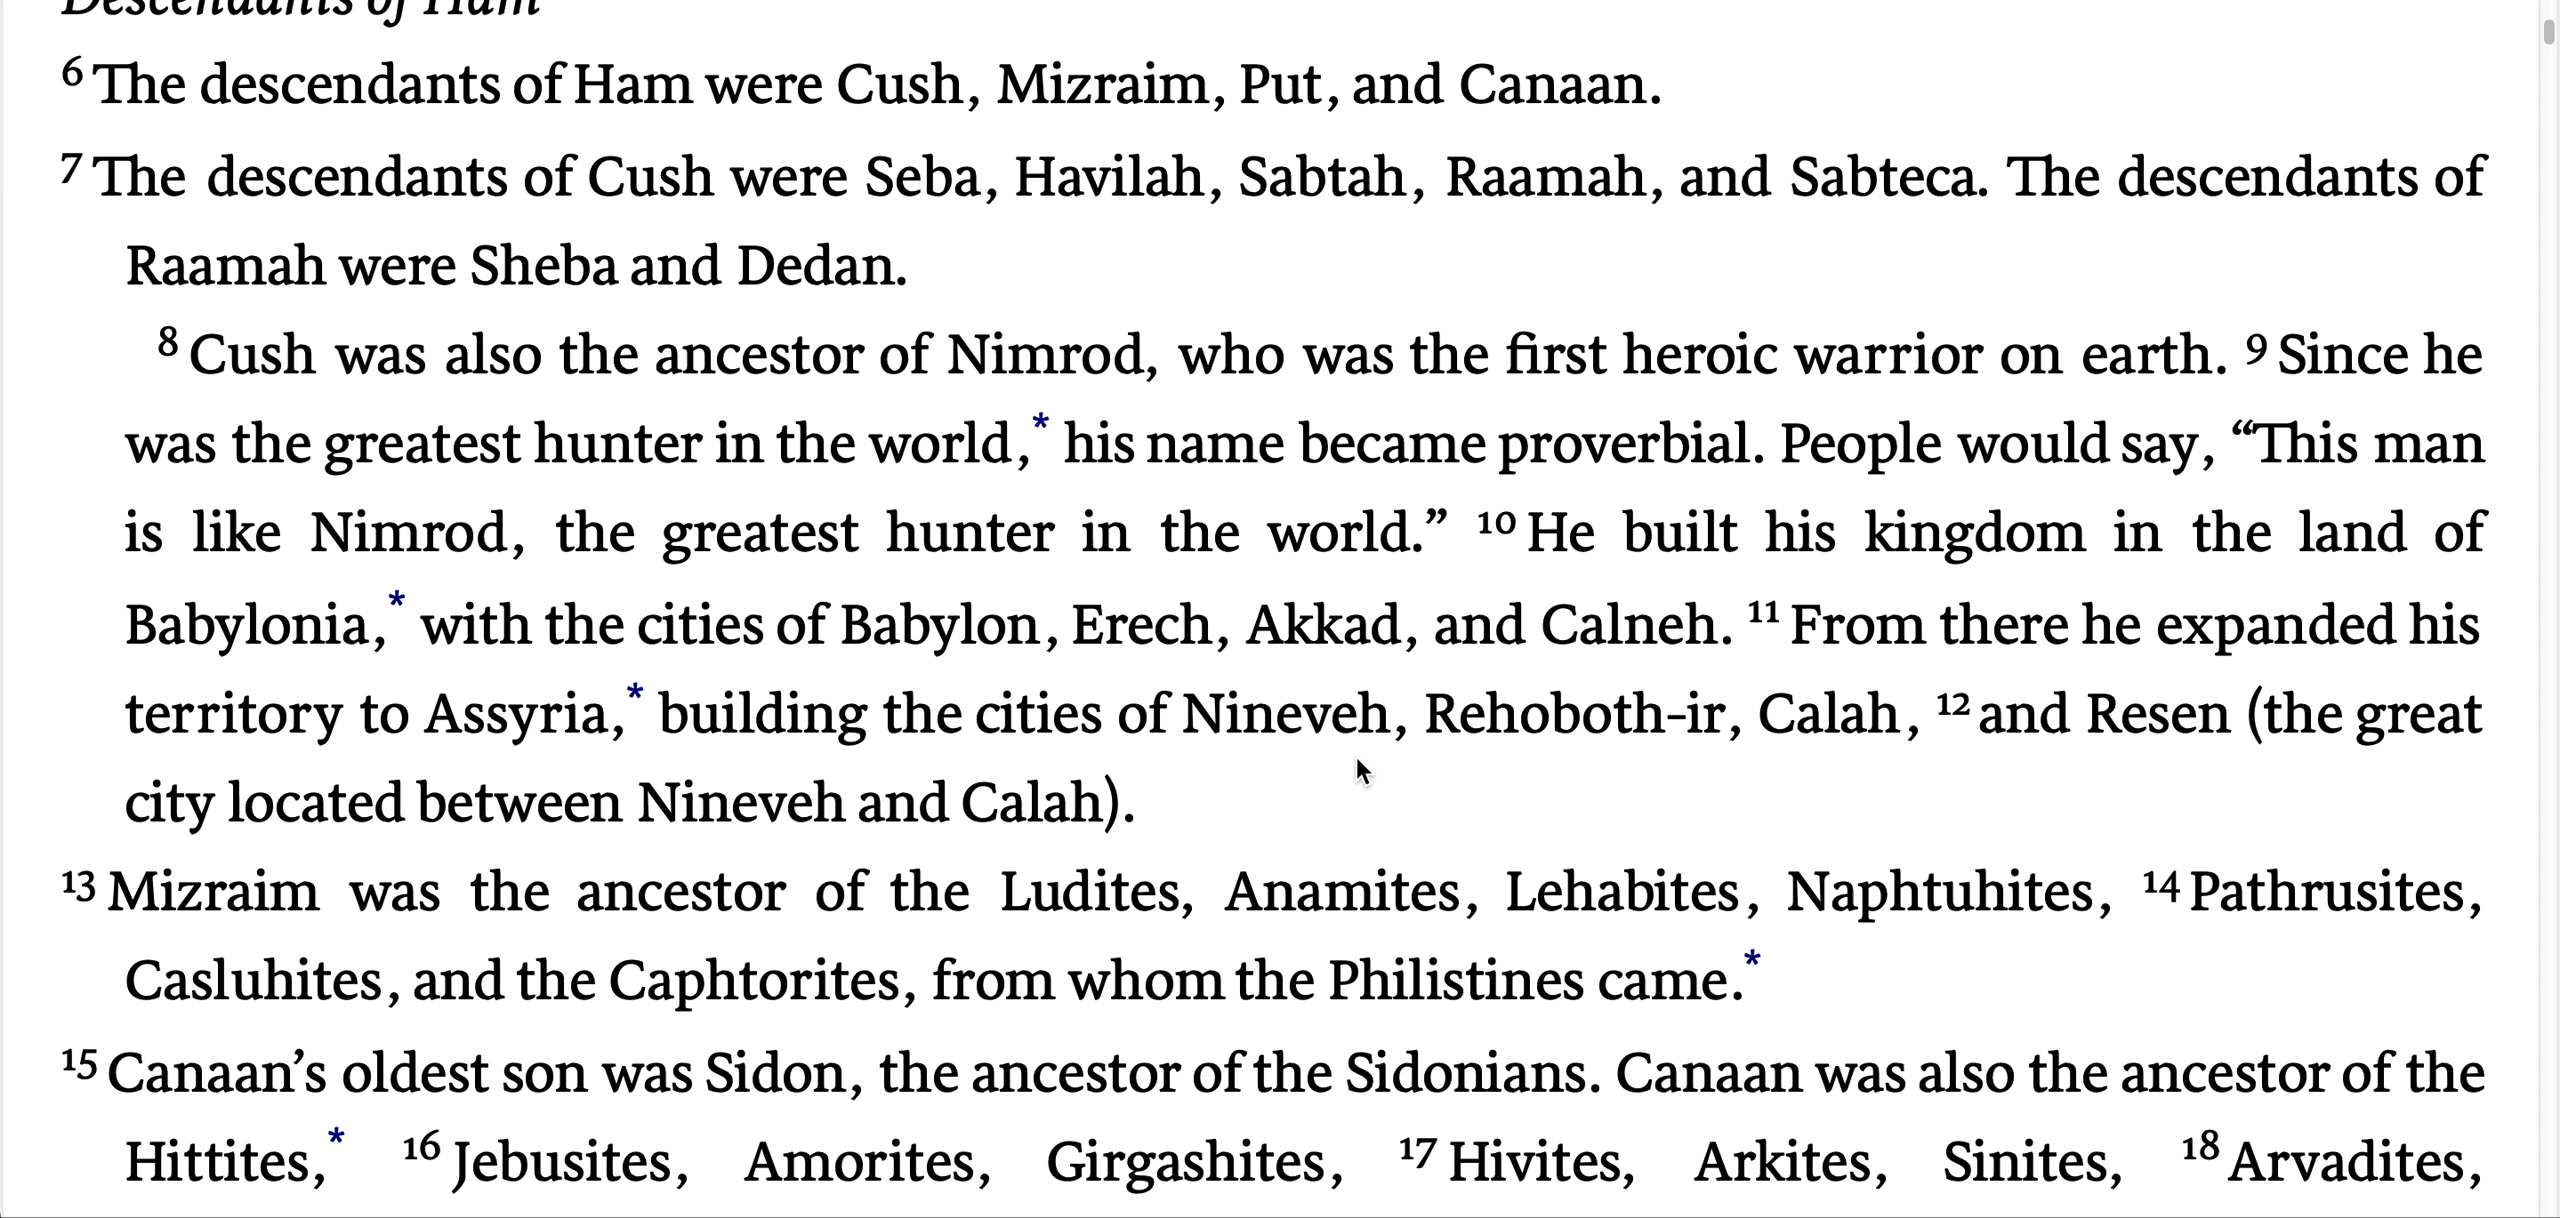 Descendants of Ham
6 The descendants of Ham were Cush, Mizraim, Put, and Canaan.
7 The descendants of Cush were Seba, Havilah, Sabtah, Raamah, and Sabteca. The descendants of
Raamah were Sheba and Dedan.
8 Cush was also the ancestor of Nimrod, who was the first heroic warrior on earth. 9 Since he
was the greatest hunter in the world,* his name became proverbial. People would say, “This man
is like Nimrod, the greatest hunter in the world.” 10 He built his kingdom in the land of
Babylonia,* with the cities of Babylon, Erech, Akkad, and Calneh. 11 From there he expanded his
territory to Assyria,* building the cities of Nineveh, Rehoboth-ir, Calah, 12 and Resen (the great
city located between Nineveh and Calah).
13 Mizraim was the ancestor of the Ludites, Anamites, Lehabites, Naphtuhites, 14 Pathrusites,
Casluhites, and the Caphtorites, from whom the Philistines came.*
15 Canaan’s oldest son was Sidon, the ancestor of the Sidonians. Canaan was also the ancestor of the
Hittites,* 16 Jebusites, Amorites, Girgashites, 17 Hivites, Arkites, Sinites, 18 Arvadites,